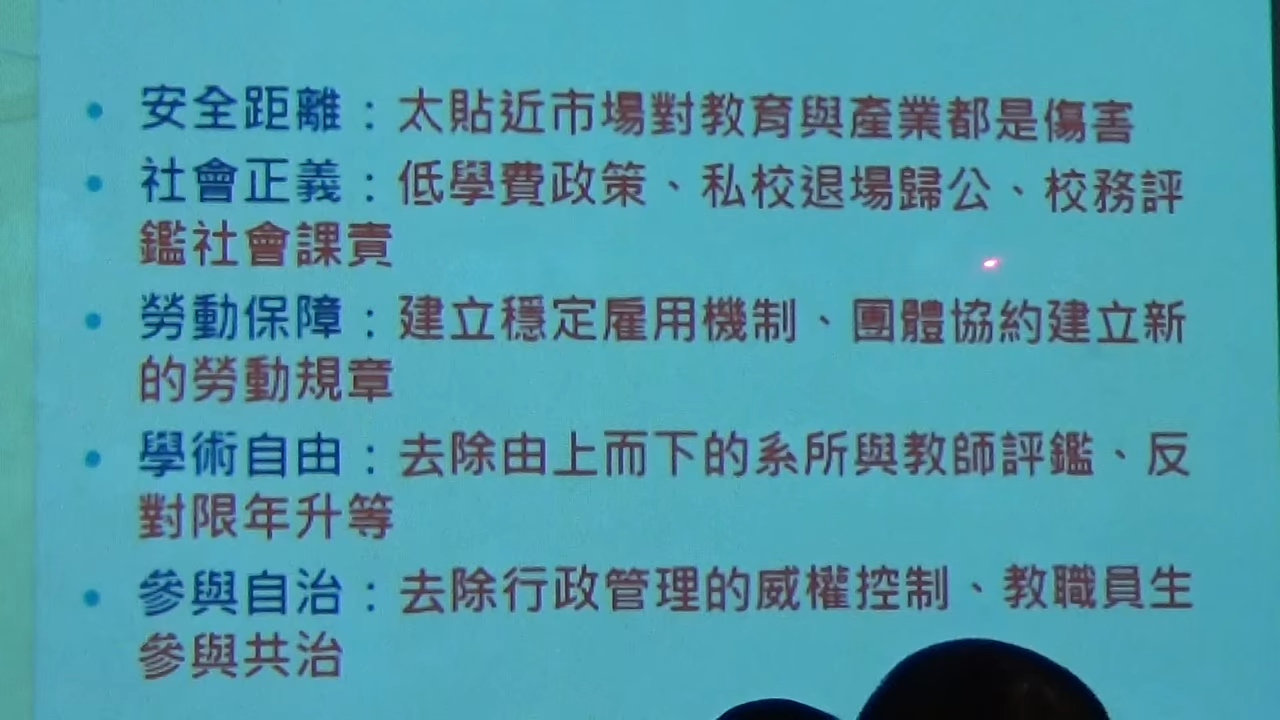 • 安全距離：太貼近市場對教育與產業都是傷害
• 社會正義：低學費政策、私校退場歸公、校務評
鑑社會課責
• 勞動保障：建立穩定雇用機制、團體協約建立新
的勞動規章
• 學術自由：去除由上而下的系所與教師評鑑、反
對限年升等
• 參與自治：去除行政管理的威權控制、教職員生
參與共治